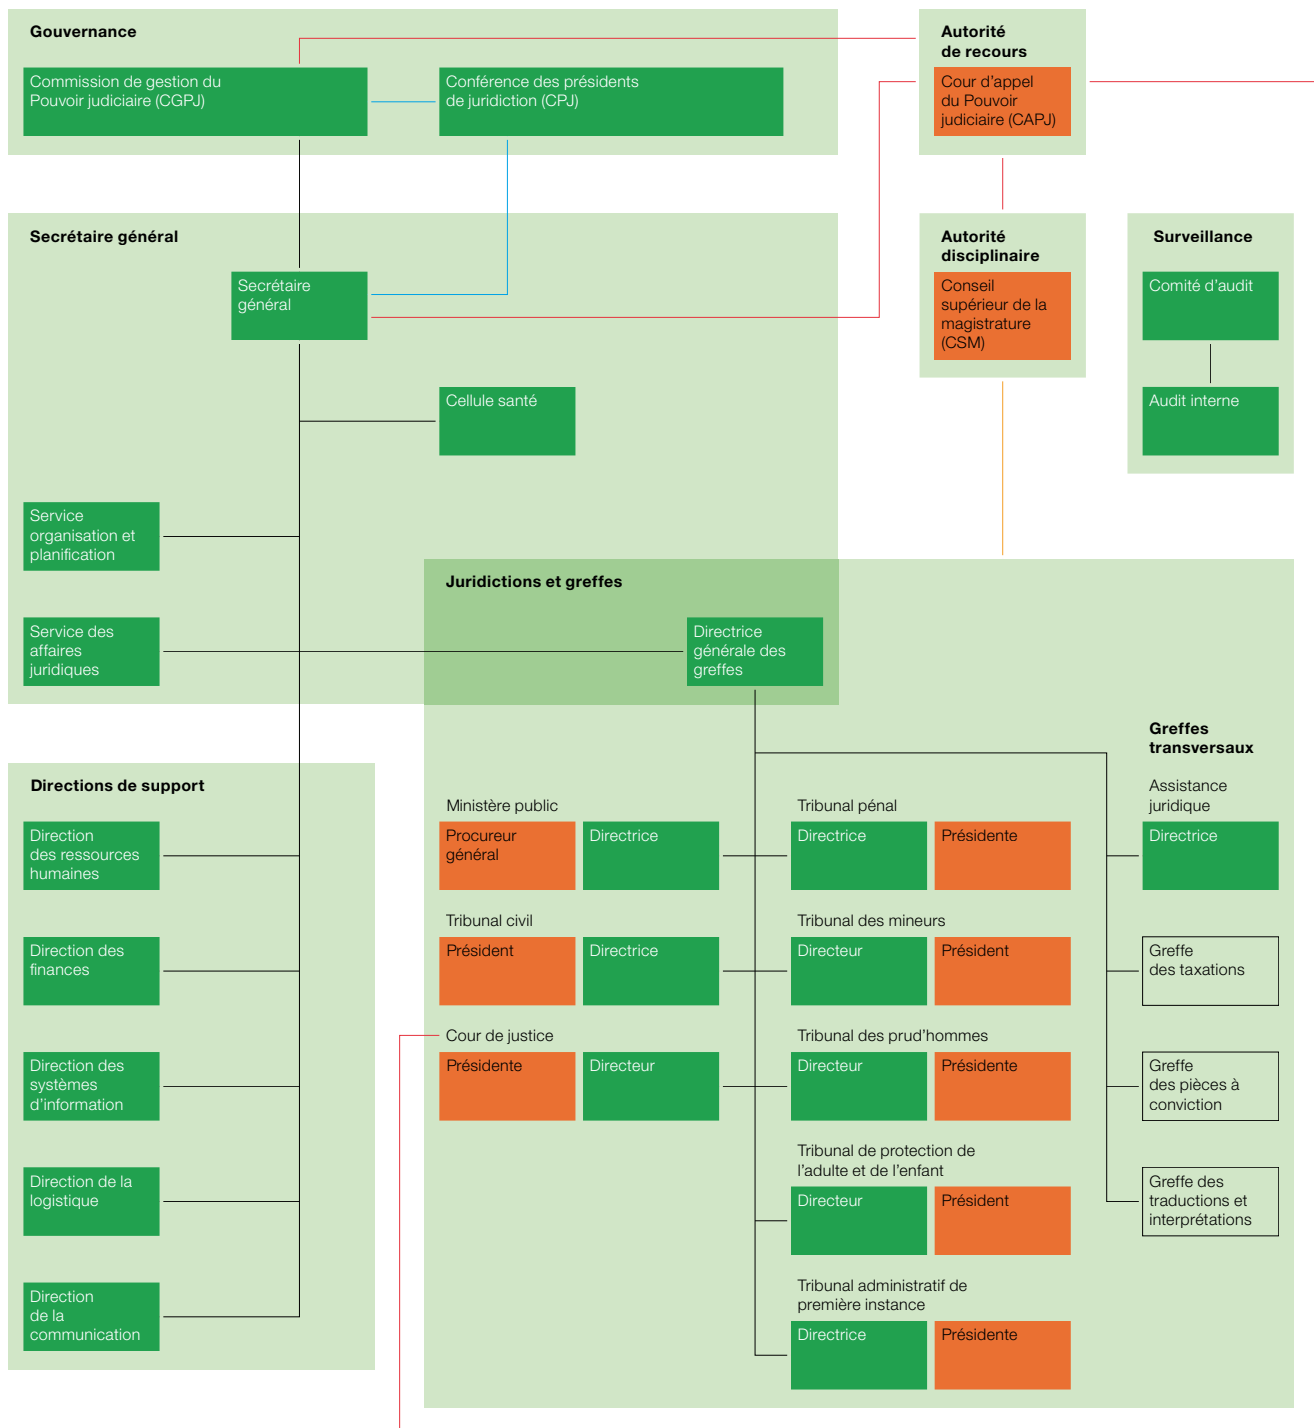 Gouvernance
Commission de gestion du
Pouvoir judiciaire (CGPJ)
Conférence des présidents
de juridiction (CPJ)
Autorité
de recours
Cour d’appel
du Pouvoir
judiciaire (CAPJ)
Secrétaire général
Secrétaire
général
Cellule santé
Service
organisation et
planification
Service des
affaires
juridiques
Autorité
disciplinaire
Conseil
supérieur de la
magistrature
(CSM)
Surveillance
Comité d’audit
Audit interne
Juridictions et greffes
Directrice
générale des
greffes
Directions de support
Direction
des ressources
humaines
Direction des
finances
Direction des
systèmes
d’information
Direction de la
logistique
Direction
de la
communication
Ministère public
Procureur
général
Directrice
Tribunal civil
Président
Directrice
Cour de justice
Présidente
Directeur
Tribunal pénal
Directrice
Présidente
Tribunal des mineurs
Directeur
Président
Tribunal des prud’hommes
Directeur
Présidente
Tribunal de protection de
l’adulte et de l’enfant
Directeur
Président
Tribunal administratif de
première instance
Directrice
Présidente
Greffes
transversaux
Assistance
juridique
Directrice
Greffe
des taxations
Greffe
des pièces à
conviction
Greffe des
traductions et
interprétations